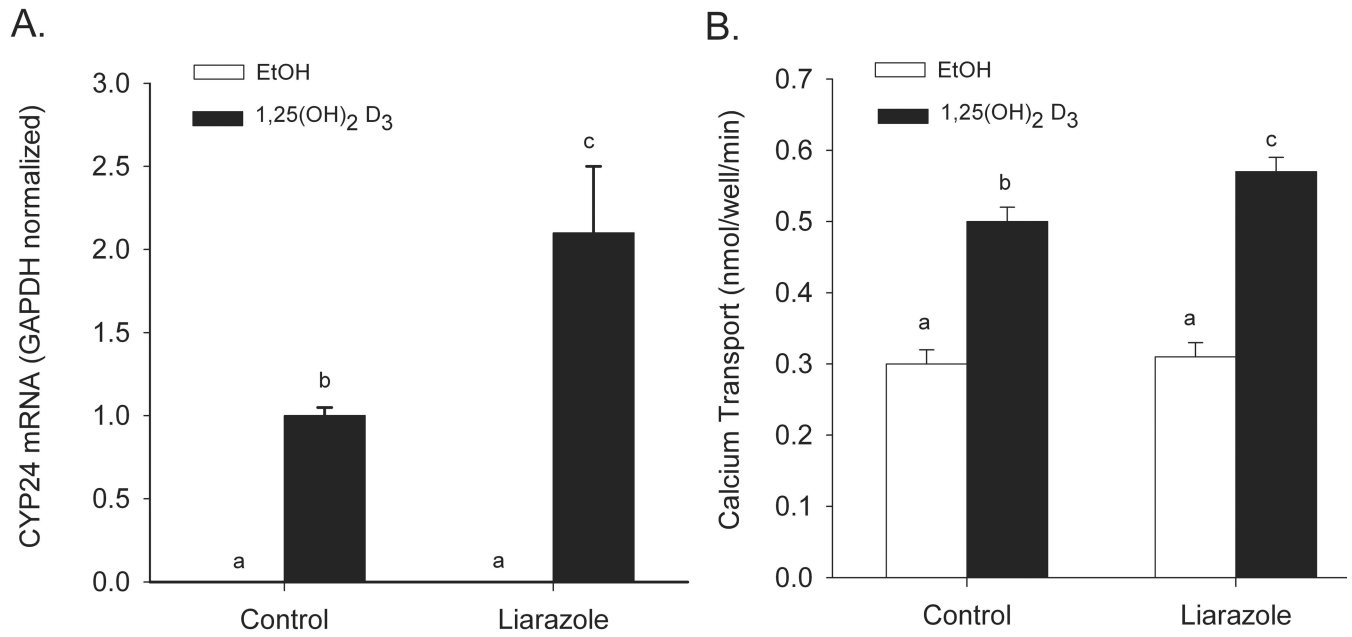 A.
CYP24 mRNA (GAPDH normalized)
3.0
2.5
2.0
1.5
1.0
0.5
0.0
EtOH
1,25(OH)2 D3
a
b
a
c
Control
Liarazole
B.
Calcium Transport (nmol/well/min)
0.7
0.6
0.5
0.4
0.3
0.2
0.1
0.0
EtOH
1,25(OH)2 D3
a
b
a
c
Control
Liarazole